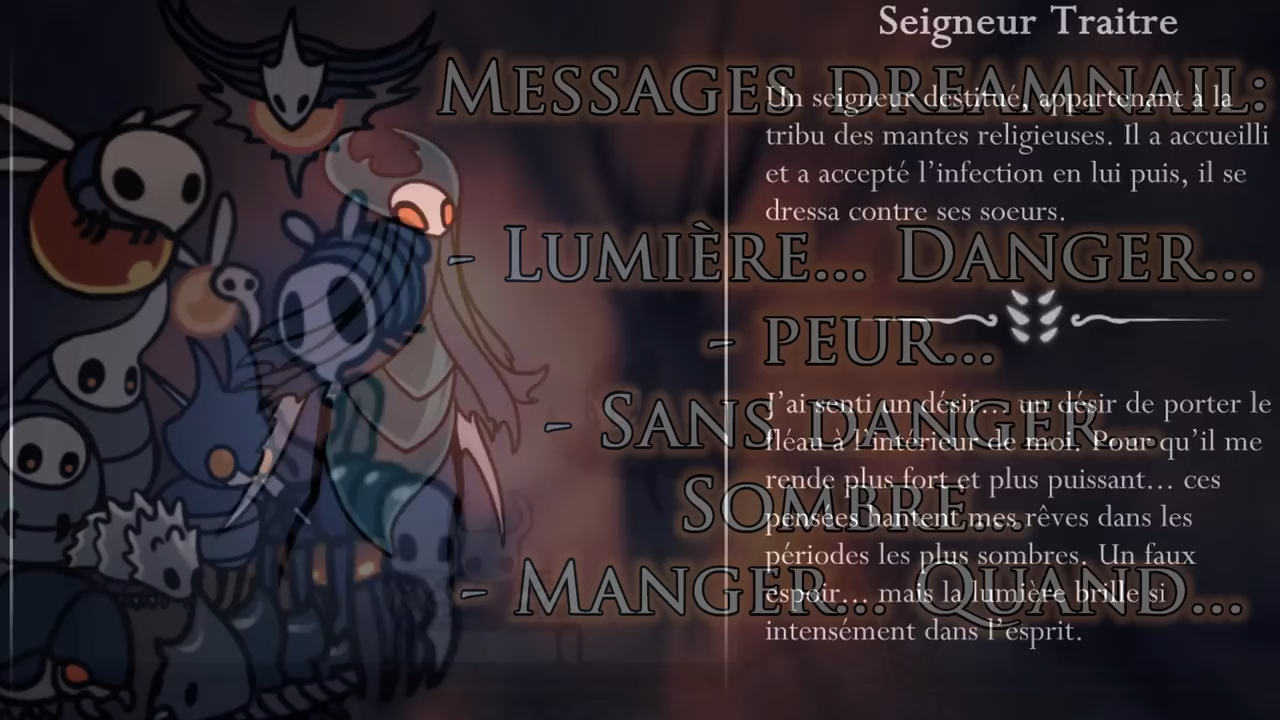 Seigneur Traitre
MESSAGES DREAMNAIL:
Un seigneur destitué, appartenant à la
tribu des mantes religieuses. Il a accueilli
et a accepté l'infection en lui puis, il se
dressa contre ses soeurs.
- LUMIÈRE... DANGER...
- PEUR...
- SANS DANGER...
SOMBRE...
- MANGER... QUAND...
J'ai senti un désir... un désir de porter le
fléau à l'intérieur de moi. Pour qu'il me
rende plus fort et plus puissant... ces
pensées hantent mes rêves dans les
périodes les plus sombres. Un faux
espoir... mais la lumière brille si
intensément dans l'esprit.